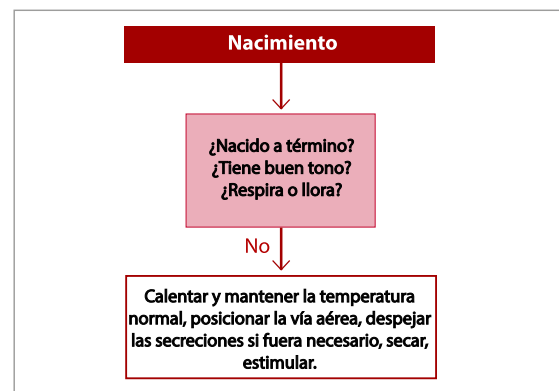 Nacimiento
¿Nacido a término?
¿Tiene buen tono?
¿Respira o llora?
No
Calentar y mantener la temperatura
normal, posicionar la vía aérea, despejar
las secreciones si fuera necesario, secar,
estimular.